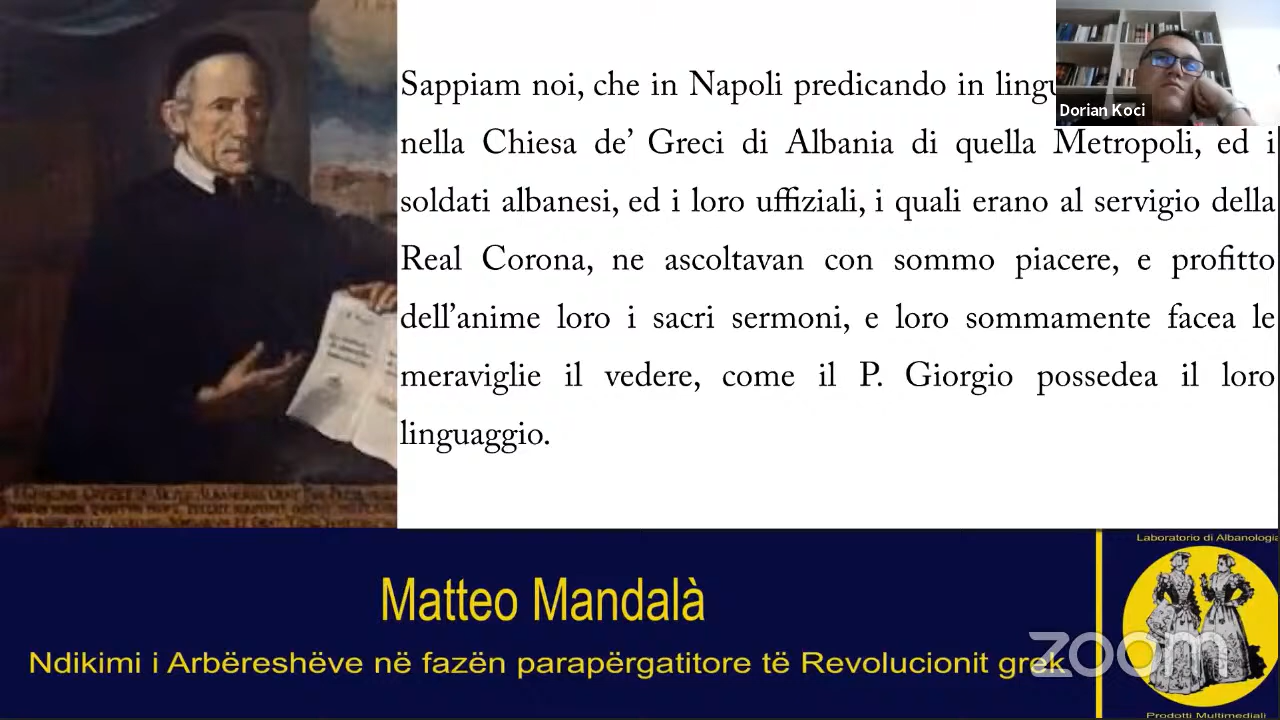 Sappiam noi, che in Napoli predicando in
nella Chiesa de’ Greci di Albania di quella Metropoli, ed i
soldati albanesi, ed i loro uffiziali, i quali erano al servigio della
Real Corona, ne ascoltavan con sommo piacere, e profitto
dell’anime loro i sacri sermoni, e loro sommamente facea le
meraviglie il vedere, come il P. Giorgio possedea il loro
linguaggio.
Dorian Koci
Matteo Mandalà
Ndikimi i Arbëreshëve në fazën parapërgatitore të Revolucionit grek
zoom
Laboratorio di Albanologia
Prodotti Multimediali